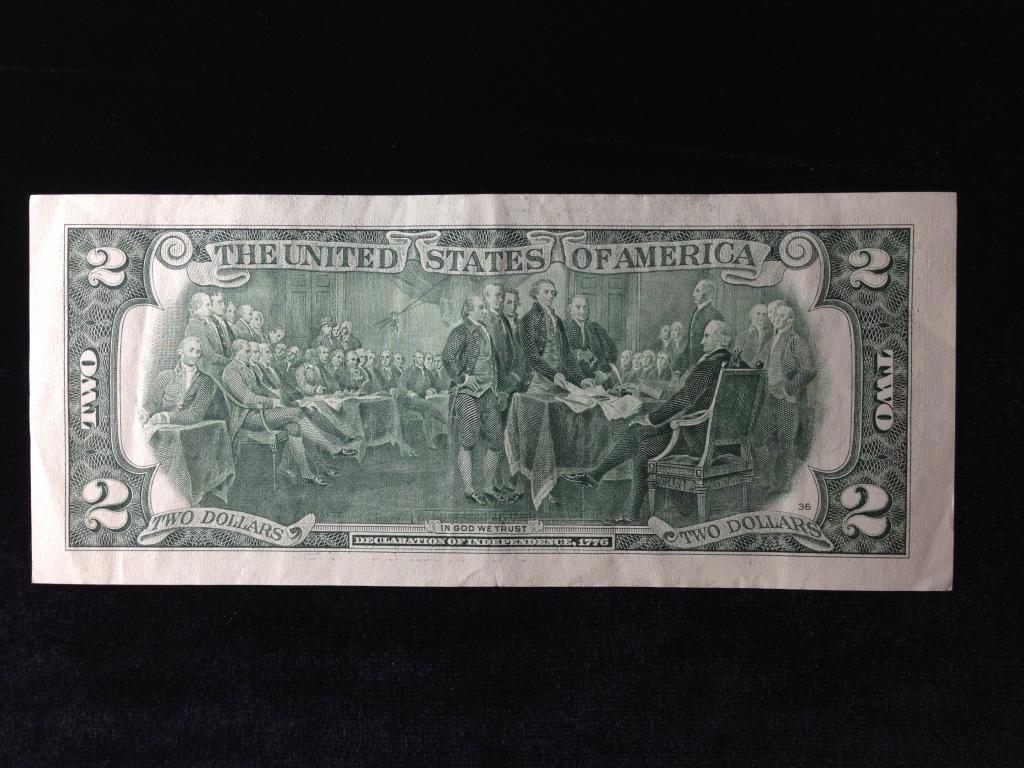 2 THE UNITED STATES OF AMERICA 2
TWO TWO
2 2
36
TWO DOLLARS IN GOD WE TRUST TWO DOLLARS
DECLARATION OF INDEPENDENCE, 1776